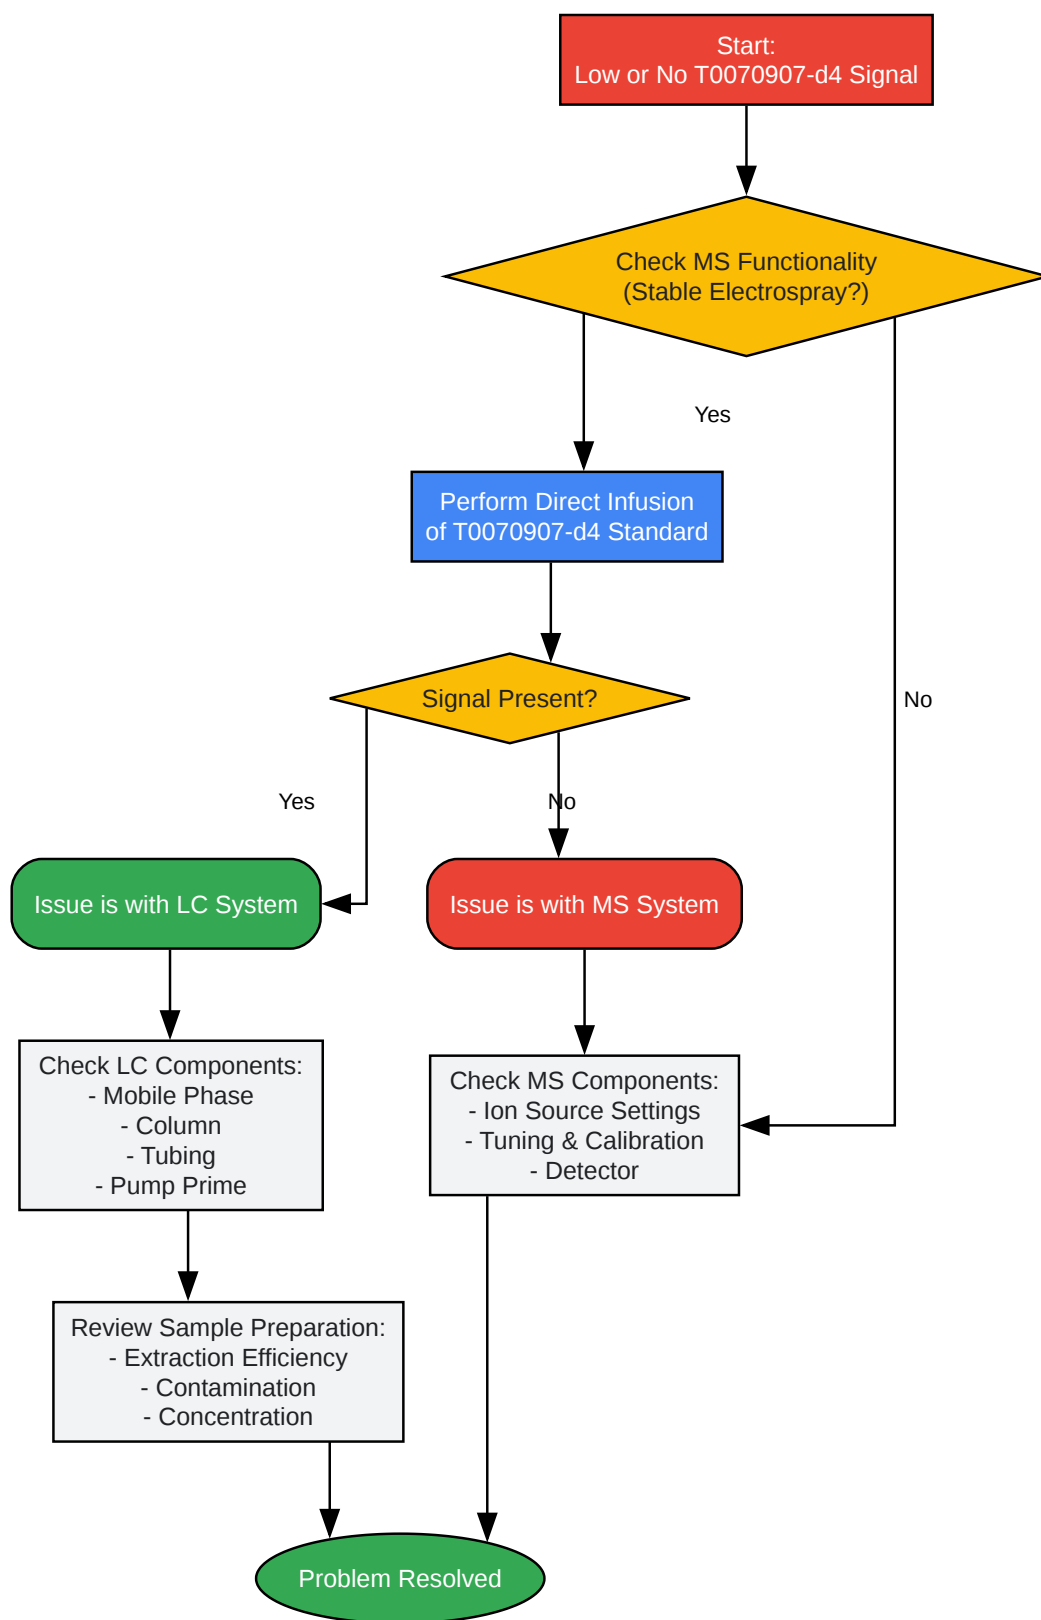 Start:
Low or No T0070907-d4 Signal
Check MS Functionality
(Stable Electrospray?)
Yes
Perform Direct Infusion
of T0070907-d4 Standard
Signal Present?
No
Yes
No
Issue is with LC System
Issue is with MS System
Check LC Components:
- Mobile Phase
- Column
- Tubing
- Pump Prime
Check MS Components:
- Ion Source Settings
- Tuning & Calibration
- Detector
Review Sample Preparation:
- Extraction Efficiency
- Contamination
- Concentration
Problem Resolved